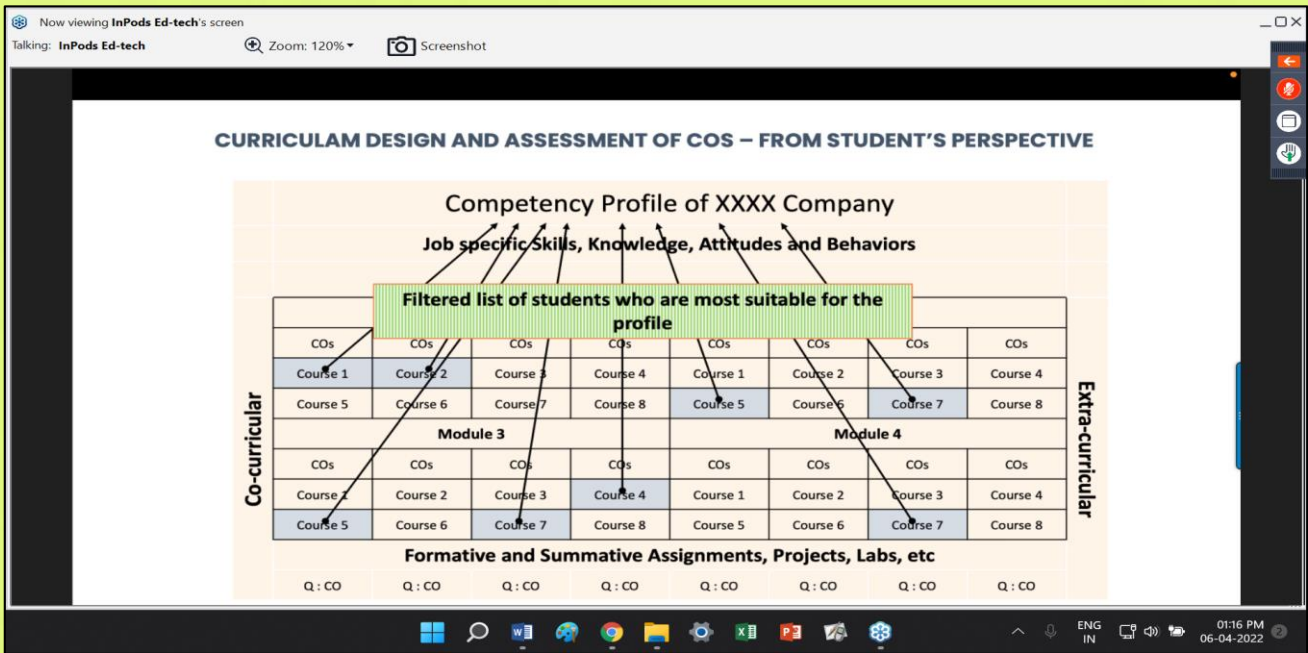 Now viewing InPods Ed-tech's screen
Talking: InPods Ed-tech
Zoom: 120%
Screenshot
CURRICULAM DESIGN AND ASSESSMENT OF COS – FROM STUDENT'S PERSPECTIVE
Competency Profile of XXXX Company
Job specific Skills, Knowledge, Attitudes and Behaviors
Filtered list of students who are most suitable for the
profile
COs COs COs COs COs COs COs COs
Course 1 Course 2 Course 3 Course 4 Course 1 Course 2 Course 3 Course 4
Course 5 Course 6 Course 7 Course 8 Course 5 Course 6 Course 7 Course 8
Module 3 Module 4
COs COs COs COs COs COs COs COs
Course 1 Course 2 Course 3 Course 4 Course 1 Course 2 Course 3 Course 4
Course 5 Course 6 Course 7 Course 8 Course 5 Course 6 Course 7 Course 8
Co-curricular
Extra-curricular
Formative and Summative Assignments, Projects, Labs, etc
Q : CO Q : CO Q : CO Q : CO Q : CO Q : CO Q : CO Q : CO
ENG
IN
01:16 PM
06-04-2022
2